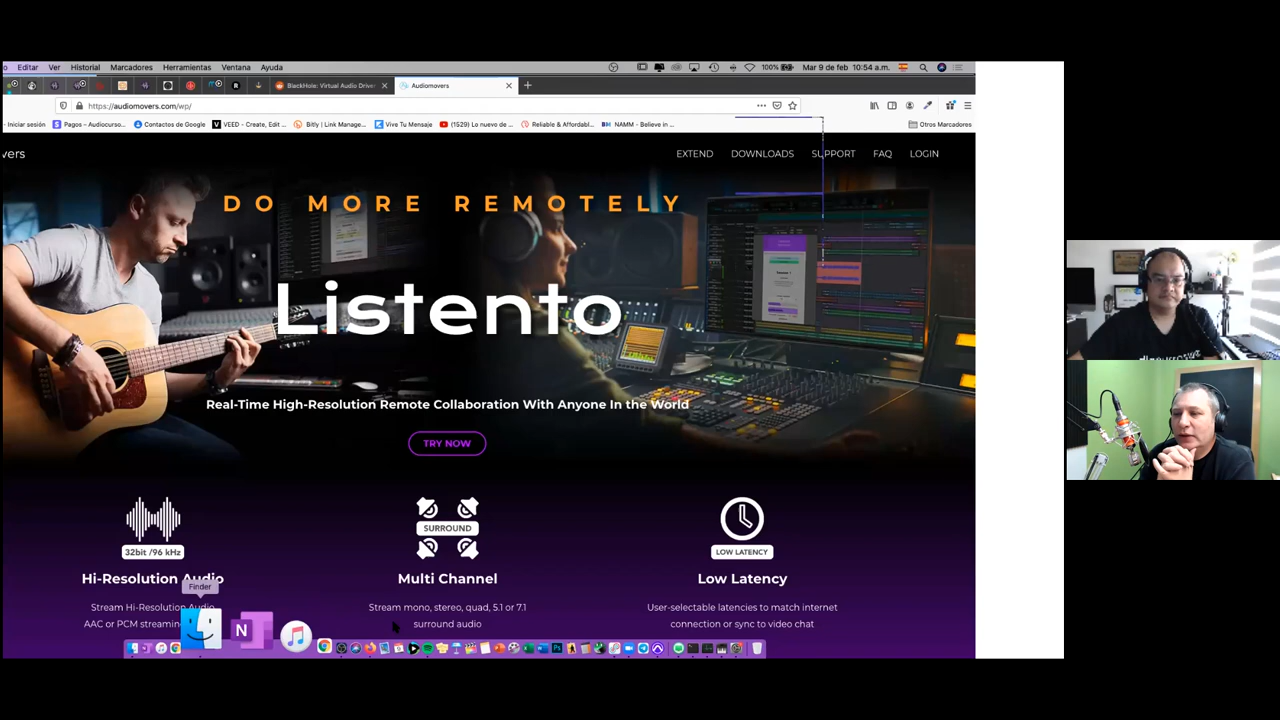 Editar Ver Historial Marcadores Herramientas Ventana Ayuda 100% Mar 9 de feb 10:54 a.m.
BlackHole: Virtual Audio Driver Audiomovers
https://audiomovers.com/wp/
Iniciar sesión Pagos – Audiocurso... Contactos de Google VEED - Create, Edit ... Bitly | Link Manage... Vive Tu Mensaje (1529) Lo nuevo de ... Reliable & Affordabl... NAMM – Believe in ... Otros Marcadores
vers EXTEND DOWNLOADS SUPPORT FAQ LOGIN
DO MORE REMOTELY
Listento
Real-Time High-Resolution Remote Collaboration With Anyone In the World
TRY NOW
32bit /96 kHz SURROUND LOW LATENCY
Hi-Resolution Audio Multi Channel Low Latency
Finder
Stream Hi-Resolution Audio Stream mono, stereo, quad, 5.1 or 7.1 User-selectable latencies to match internet
AAC or PCM streamin surround audio connection or sync to video chat